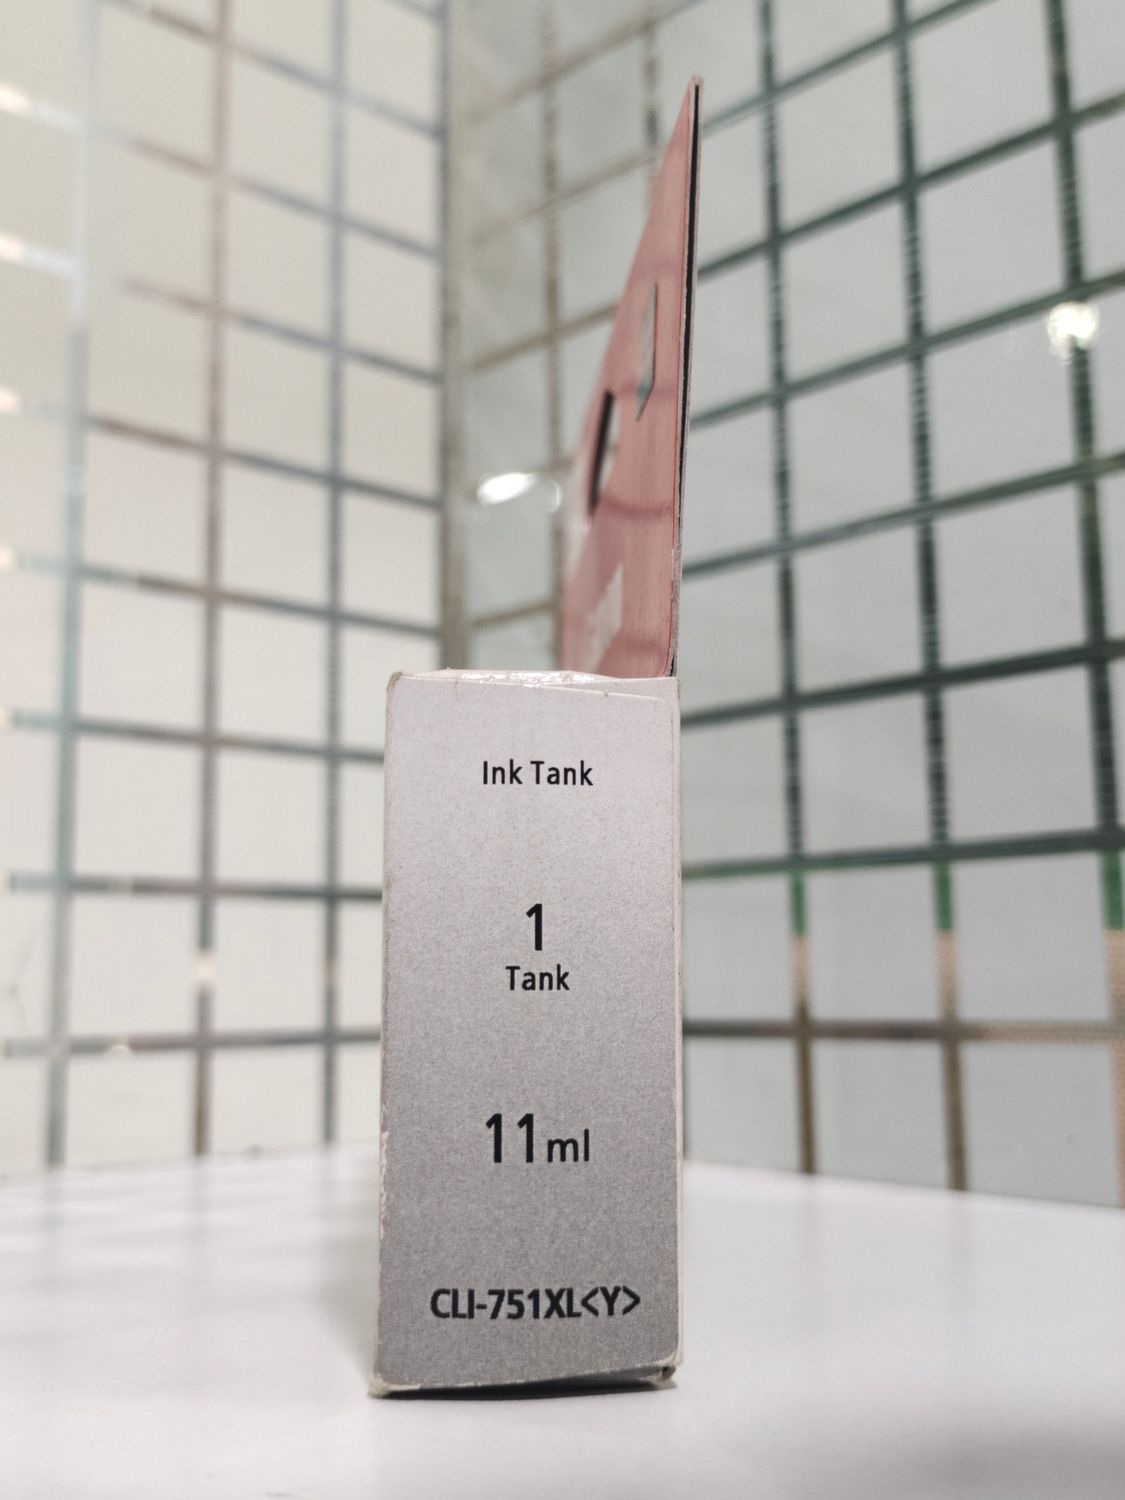 Ink Tank
1
Tank
11ml
CLI-751XL<Y>